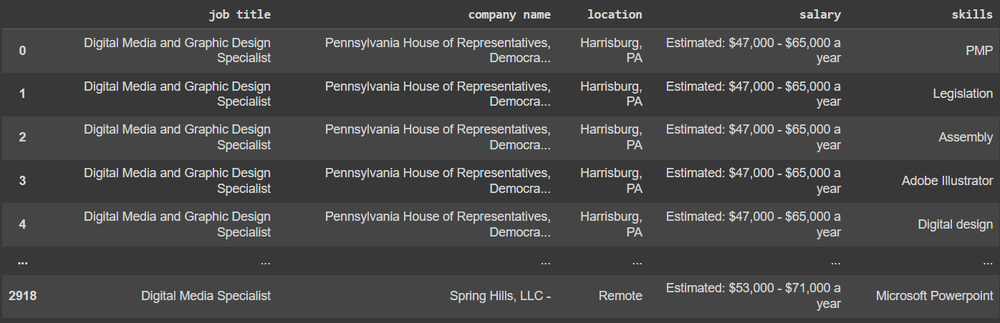 job title company name location salary skills
0 Digital Media and Graphic Design Specialist Pennsylvania House of Representatives, Democra... Harrisburg, PA Estimated: $47,000 - $65,000 a year PMP
1 Digital Media and Graphic Design Specialist Pennsylvania House of Representatives, Democra... Harrisburg, PA Estimated: $47,000 - $65,000 a year Legislation
2 Digital Media and Graphic Design Specialist Pennsylvania House of Representatives, Democra... Harrisburg, PA Estimated: $47,000 - $65,000 a year Assembly
3 Digital Media and Graphic Design Specialist Pennsylvania House of Representatives, Democra... Harrisburg, PA Estimated: $47,000 - $65,000 a year Adobe Illustrator
4 Digital Media and Graphic Design Specialist Pennsylvania House of Representatives, Democra... Harrisburg, PA Estimated: $47,000 - $65,000 a year Digital design
... ... ... ... ... ...
2918 Digital Media Specialist Spring Hills, LLC - Remote Estimated: $53,000 - $71,000 a year Microsoft Powerpoint